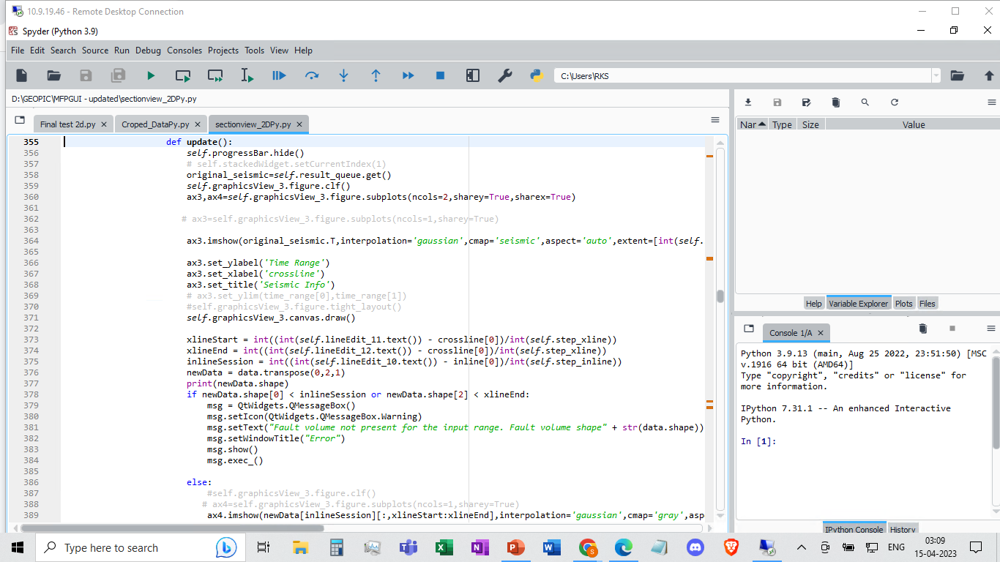 10.9.19.46 - Remote Desktop Connection
Spyder (Python 3.9)
File Edit Search Source Run Debug Consoles Projects Tools View Help
C:\Users\RKS
D:\GEOPIC\MFPGUI - updated\sectionview_2DPy.py
Final test 2d.py Croped_DataPy.py sectionview_2DPy.py
355 def update():
356 self.progressBar.hide()
357 # self.stackedWidget.setCurrentIndex(1)
358 original_seismic=self.result_queue.get()
359 self.graphicsView_3.figure.clf()
360 ax3,ax4=self.graphicsView_3.figure.subplots(ncols=2,sharey=True,sharex=True)
361
362 # ax3=self.graphicsView_3.figure.subplots(ncols=1,sharey=True)
363
364 ax3.imshow(original_seismic.T,interpolation='gaussian',cmap='seismic',aspect='auto',extent=[int(self.
365
366 ax3.set_ylabel('Time Range')
367 ax3.set_xlabel('crossline')
368 ax3.set_title('Seismic Info')
369 # ax3.set_ylim(time_range[0],time_range[1])
370 #self.graphicsView_3.figure.tight_layout()
371 self.graphicsView_3.canvas.draw()
372
373 xlineStart = int((int(self.lineEdit_11.text()) - crossline[0])/int(self.step_xline))
374 xlineEnd = int((int(self.lineEdit_12.text()) - crossline[0])/int(self.step_xline))
375 inlineSession = int((int(self.lineEdit_10.text()) - inline[0])/int(self.step_inline))
376 newData = data.transpose(0,2,1)
377 print(newData.shape)
378 if newData.shape[0] < inlineSession or newData.shape[2] < xlineEnd:
379 msg = QtWidgets.QMessageBox()
380 msg.setIcon(QtWidgets.QMessageBox.Warning)
381 msg.setText("Fault volume not present for the input range. Fault volume shape" + str(data.shape))
382 msg.setWindowTitle("Error")
383 msg.show()
384 msg.exec_()
385
386 else:
387 #self.graphicsView_3.figure.clf()
388 # ax4=self.graphicsView_3.figure.subplots(ncols=1,sharey=True)
389 ax4.imshow(newData[inlineSession][:,xlineStart:xlineEnd],interpolation='gaussian',cmap='gray',asp
Nar Type Size Value
Help Variable Explorer Plots Files
Console 1/A
Python 3.9.13 (main, Aug 25 2022, 23:51:50) [MSC
v.1916 64 bit (AMD64)]
Type "copyright", "credits" or "license" for
more information.
IPython 7.31.1 -- An enhanced Interactive
Python.
In [1]:
IPython Console History
Type here to search
ENG
03:09
15-04-2023